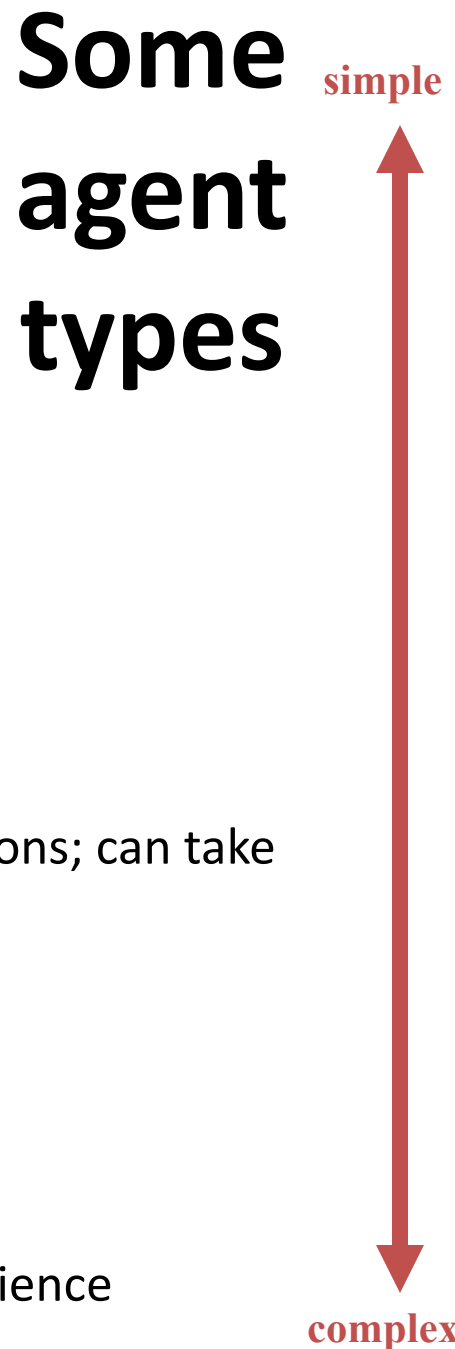 Some
agent
types
simple
ons; can take
ience
complex